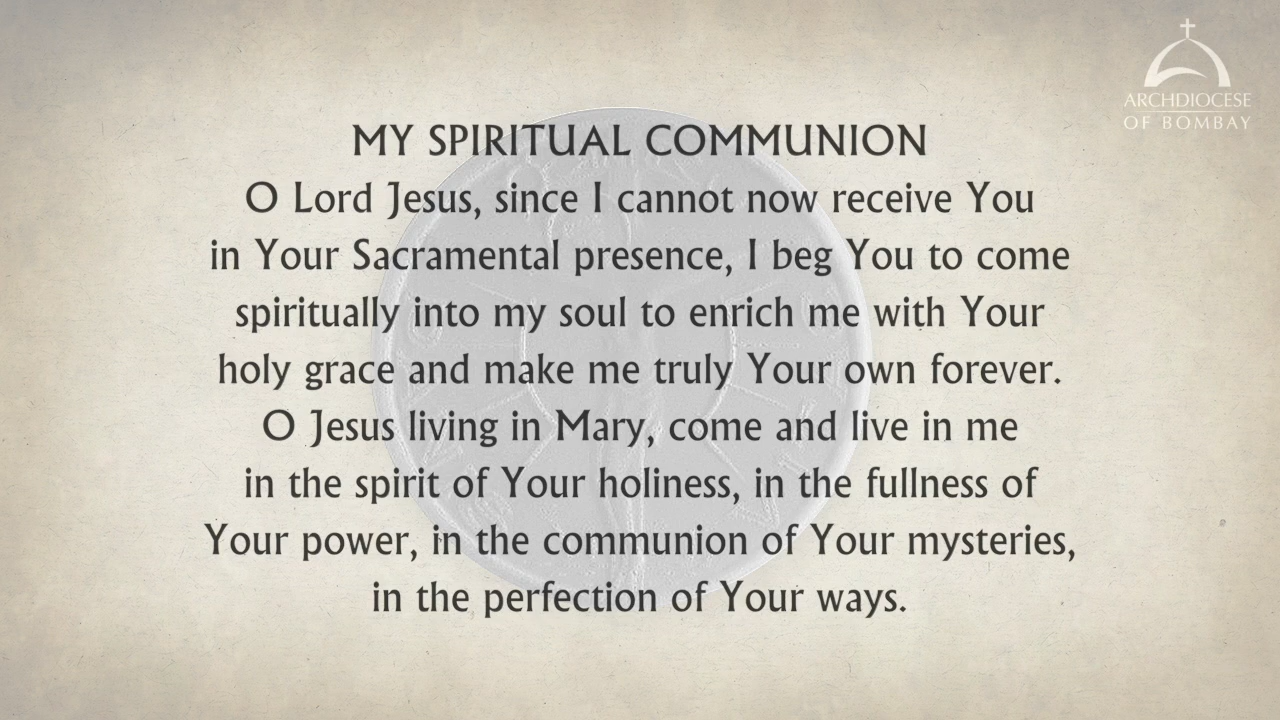 ARCHDIOCESE
OF BOMBAY
MY SPIRITUAL COMMUNION
O Lord Jesus, since I cannot now receive You
in Your Sacramental presence, I beg You to come
spiritually into my soul to enrich me with Your
holy grace and make me truly Your own forever.
O Jesus living in Mary, come and live in me
in the spirit of Your holiness, in the fullness of
Your power, in the communion of Your mysteries,
in the perfection of Your ways.